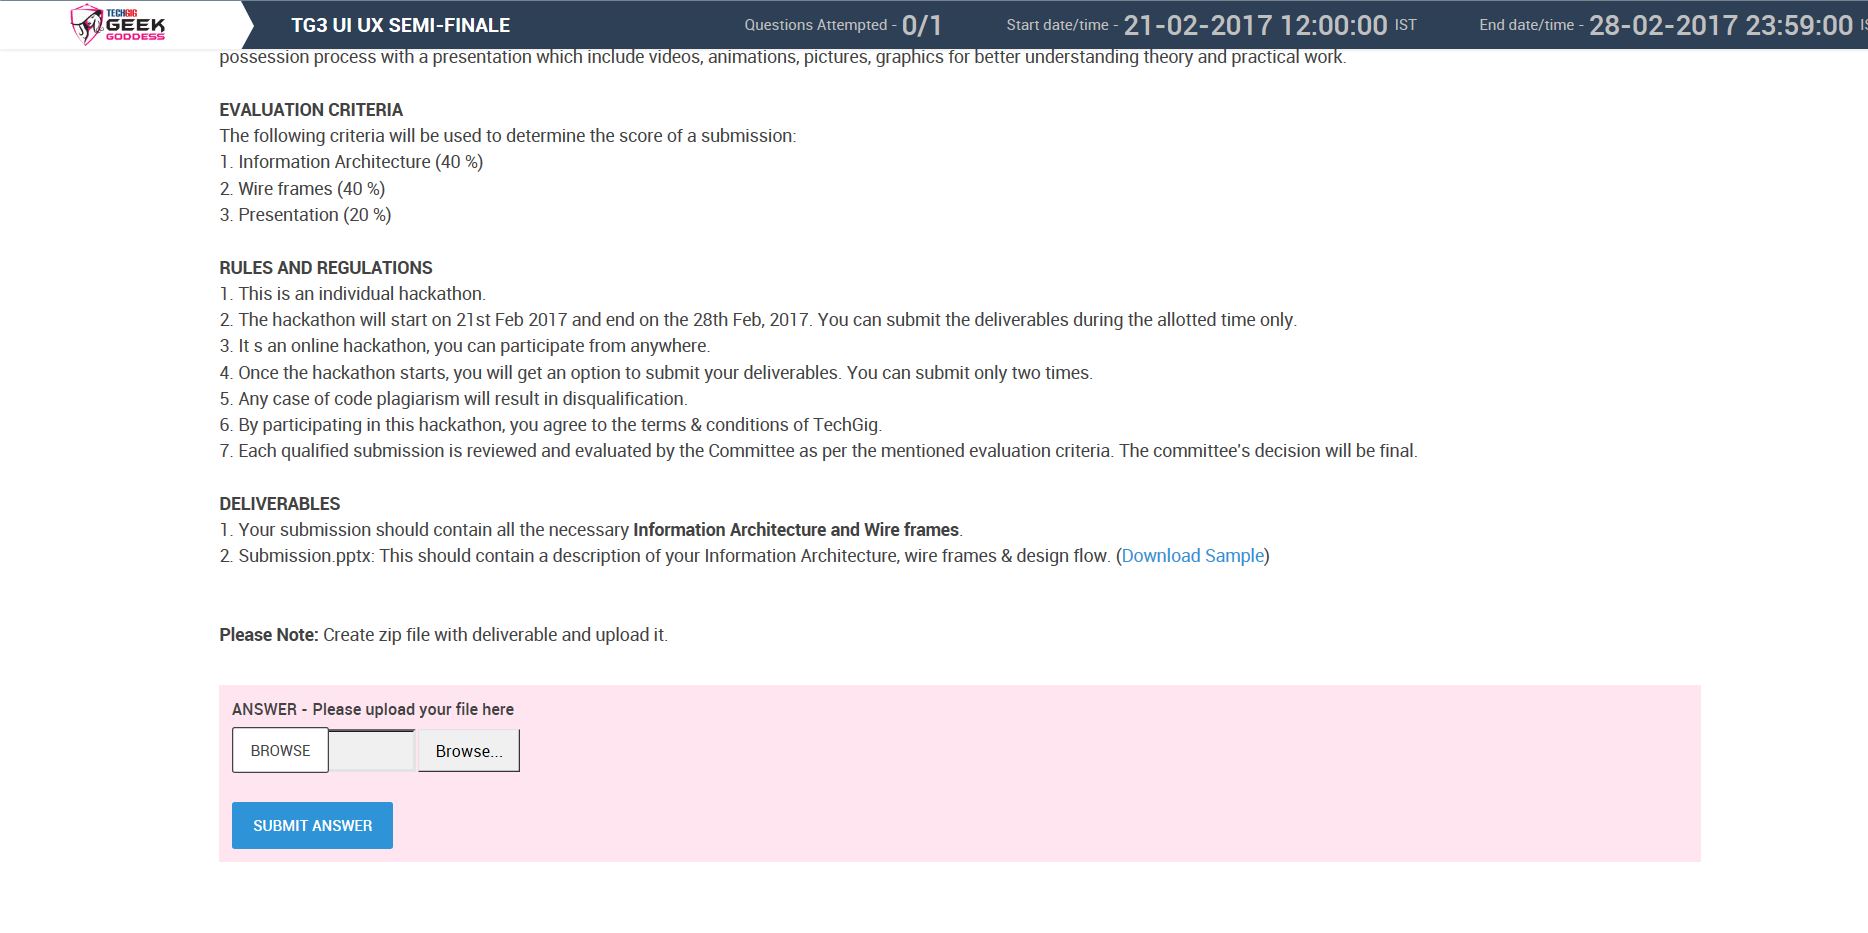 TECHGIG
GEEK
GODDESS
TG3 UI UX SEMI-FINALE
Questions Attempted - 0/1
Start date/time - 21-02-2017 12:00:00 IST
End date/time - 28-02-2017 23:59:00
possession process with a presentation which include videos, animations, pictures, graphics for better understanding theory and practical work.
EVALUATION CRITERIA
The following criteria will be used to determine the score of a submission:
1. Information Architecture (40 %)
2. Wire frames (40 %)
3. Presentation (20 %)
RULES AND REGULATIONS
1. This is an individual hackathon.
2. The hackathon will start on 21st Feb 2017 and end on the 28th Feb, 2017. You can submit the deliverables during the allotted time only.
3. It s an online hackathon, you can participate from anywhere.
4. Once the hackathon starts, you will get an option to submit your deliverables. You can submit only two times.
5. Any case of code plagiarism will result in disqualification.
6. By participating in this hackathon, you agree to the terms & conditions of TechGig.
7. Each qualified submission is reviewed and evaluated by the Committee as per the mentioned evaluation criteria. The committee's decision will be final.
DELIVERABLES
1. Your submission should contain all the necessary Information Architecture and Wire frames.
2. Submission.pptx: This should contain a description of your Information Architecture, wire frames & design flow. (Download Sample)
Please Note: Create zip file with deliverable and upload it.
ANSWER - Please upload your file here
BROWSE
Browse...
SUBMIT ANSWER